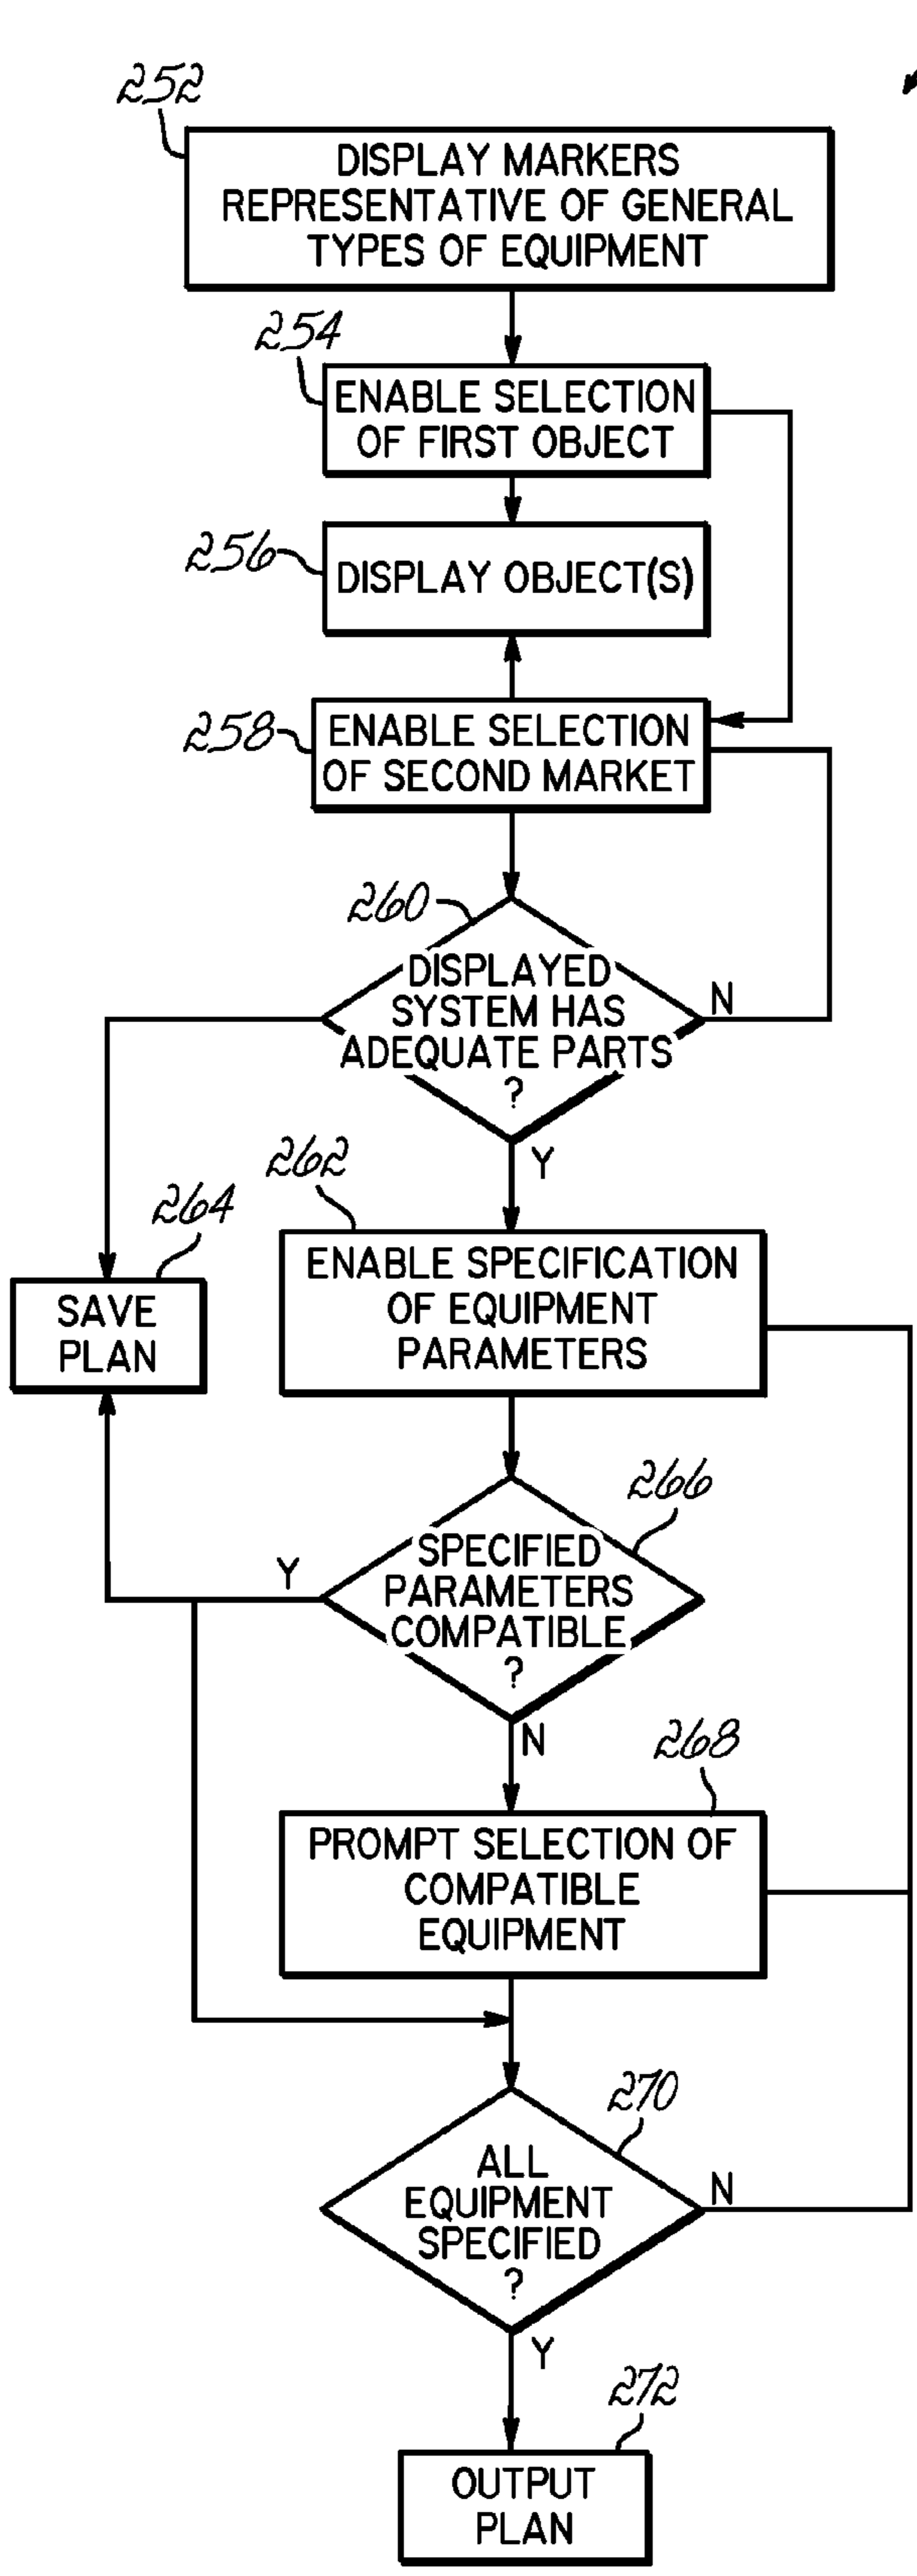 252
DISPLAY MARKERS
REPRESENTATIVE OF GENERAL
TYPES OF EQUIPMENT
254
ENABLE SELECTION
OF FIRST OBJECT
256
DISPLAY OBJECT(S)
258
ENABLE SELECTION
OF SECOND MARKET
260
DISPLAYED
SYSTEM HAS
ADEQUATE PARTS
?
N
Y
262
ENABLE SPECIFICATION
OF EQUIPMENT
PARAMETERS
264
SAVE
PLAN
266
SPECIFIED
PARAMETERS
COMPATIBLE
?
Y
N
268
PROMPT SELECTION OF
COMPATIBLE
EQUIPMENT
270
ALL
EQUIPMENT
SPECIFIED
?
N
Y
272
OUTPUT
PLAN